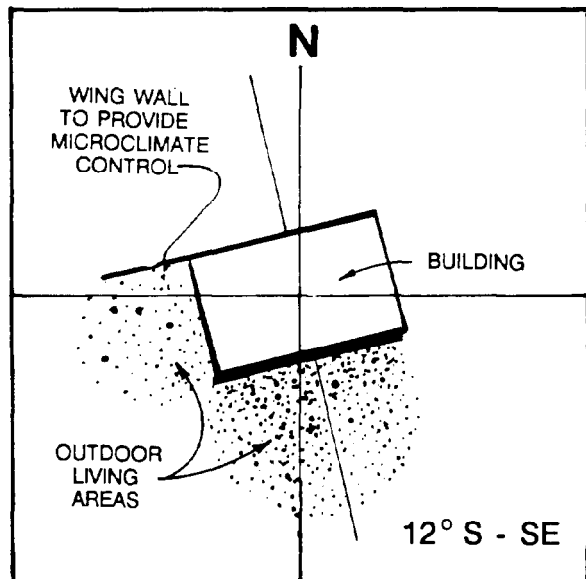 N
WING WALL
TO PROVIDE
MICROCLIMATE
CONTROL
BUILDING
OUTDOOR
LIVING
AREAS
12° S - SE